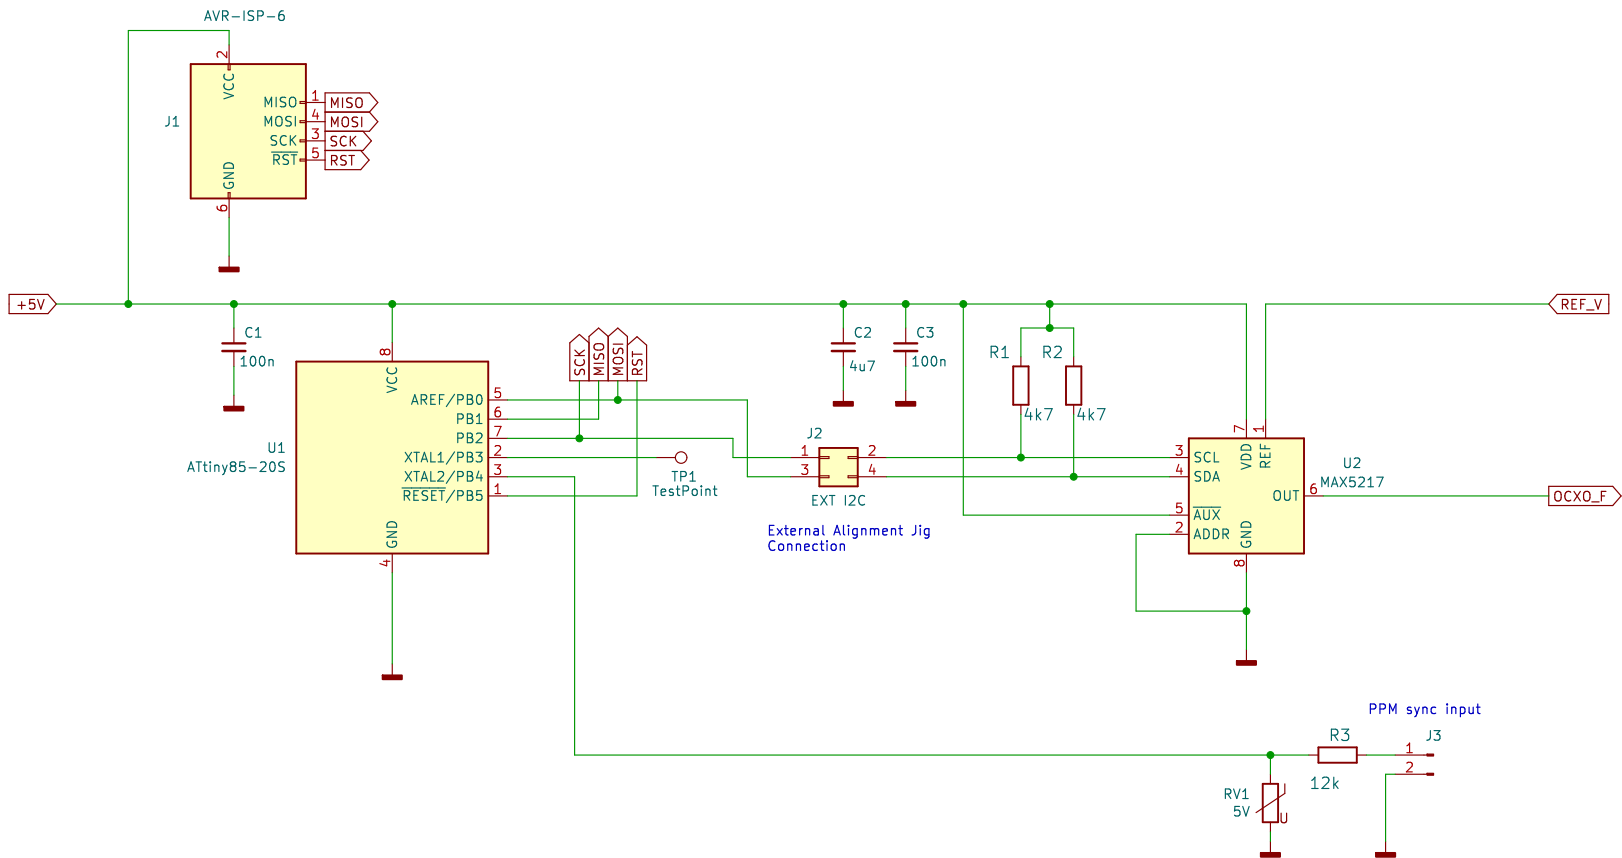 AVR-ISP-6
2
VCC
J1
MISO 1 MISO
MOSI 4 MOSI
SCK 3 SCK
RST 5 RST
GND
6
+5V
REF_V
C1
100n
C2
4u7
C3
100n
R1
4k7
R2
4k7
SCK
MISO
MOSI
RST
8
VCC
U1
ATtiny85-20S
AREF/PB0 5
PB1 6
PB2 7
XTAL1/PB3 2
XTAL2/PB4 3
RESET/PB5 1
GND
4
TP1
TestPoint
J2
1 2
3 4
EXT I2C
External Alignment Jig
Connection
7 1
VDD REF
3 SCL
4 SDA
5 AUX
2 ADDR
GND
8
OUT 6
U2
MAX5217
OCXO_F
PPM sync input
R3
12k
J3
1
2
RV1
5V
U